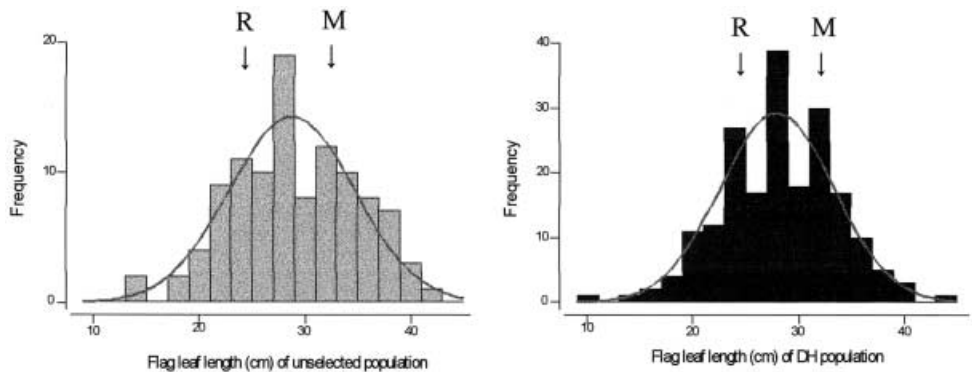 R M
20
10
0
Frequency
10 20 30 40
Flag leaf length (cm) of unselected population
R M
40
30
20
10
0
Frequency
10 20 30 40
Flag leaf length (cm) of DH population